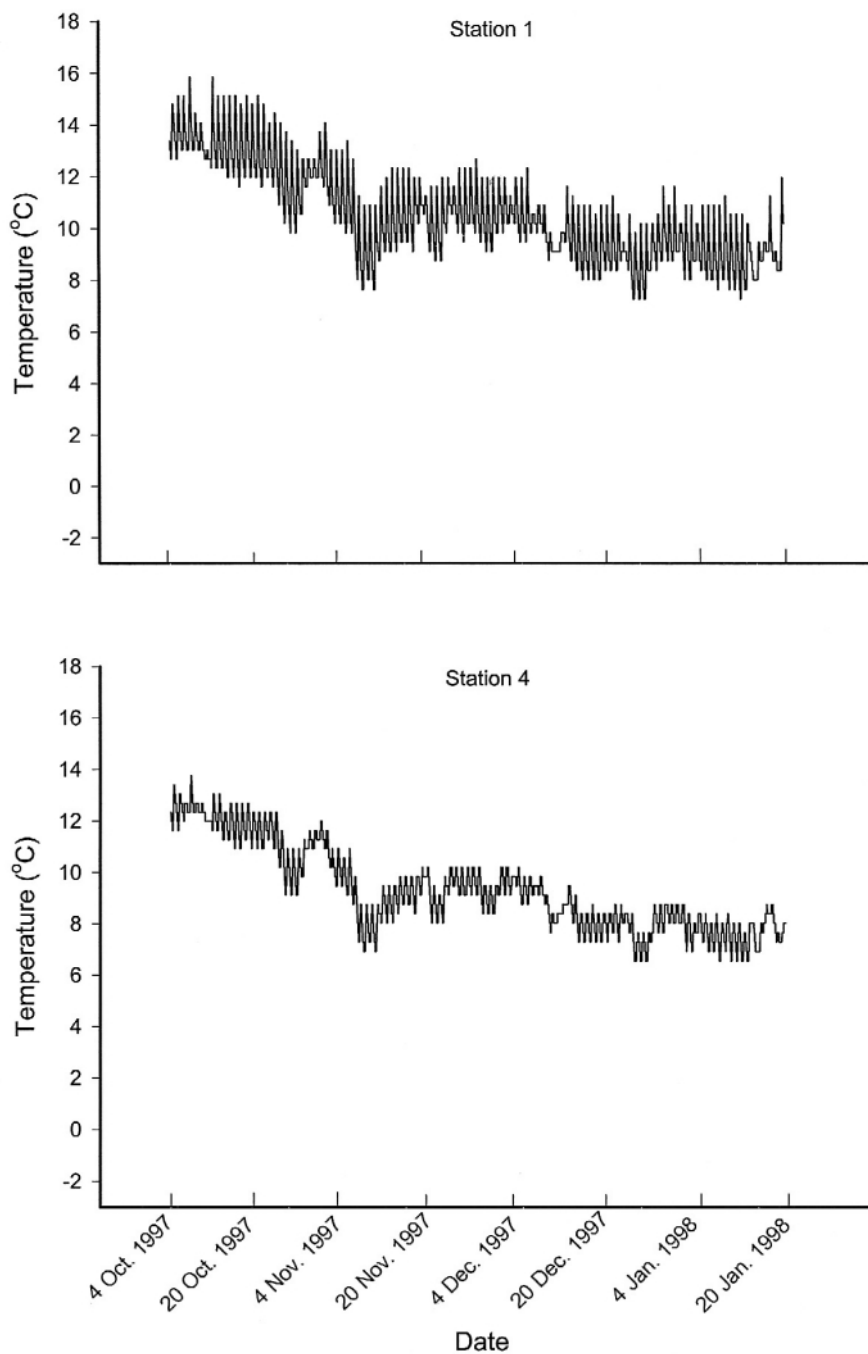 Station 1
Temperature (°C)
18
16
14
12
10
8
6
4
2
0
-2
Station 4
Temperature (°C)
18
16
14
12
10
8
6
4
2
0
-2
4 Oct. 1997
20 Oct. 1997
4 Nov. 1997
20 Nov. 1997
4 Dec. 1997
20 Dec. 1997
4 Jan. 1998
20 Jan. 1998
Date